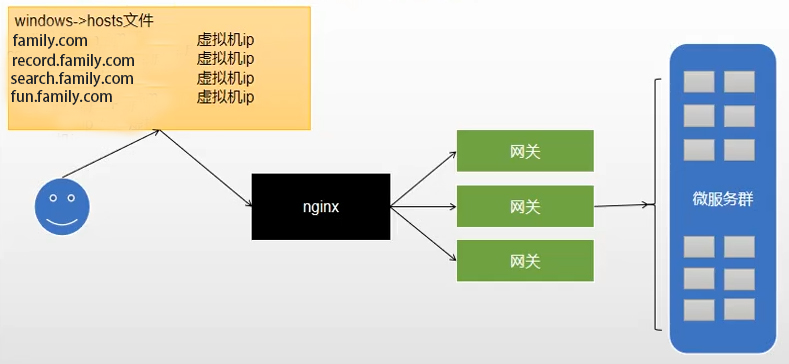 windows->hosts文件
family.com 虚拟机ip
record.family.com 虚拟机ip
search.family.com 虚拟机ip
fun.family.com 虚拟机ip
nginx
网关
网关
网关
微服务群